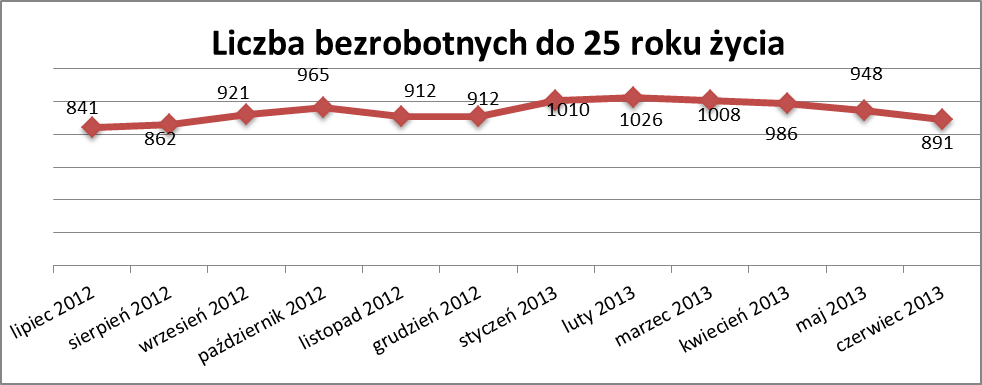 Liczba bezrobotnych do 25 roku życia
841
862
921
965
912
912
1010
1026
1008
986
948
891
lipiec 2012
sierpień 2012
wrzesień 2012
październik 2012
listopad 2012
grudzień 2012
styczeń 2013
luty 2013
marzec 2013
kwiecień 2013
maj 2013
czerwiec 2013